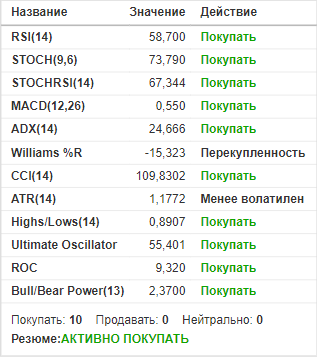 Название Значение Действие
RSI(14) 58,700 Покупать
STOCH(9,6) 73,790 Покупать
STOCHRSI(14) 67,344 Покупать
MACD(12,26) 0,550 Покупать
ADX(14) 24,666 Покупать
Williams %R -15,323 Перекупленность
CCI(14) 109,8302 Покупать
ATR(14) 1,1772 Менее волатилен
Highs/Lows(14) 0,8907 Покупать
Ultimate Oscillator 55,401 Покупать
ROC 9,320 Покупать
Bull/Bear Power(13) 2,3700 Покупать
Покупать: 10 Продавать: 0 Нейтрально: 0
Резюме:АКТИВНО ПОКУПАТЬ